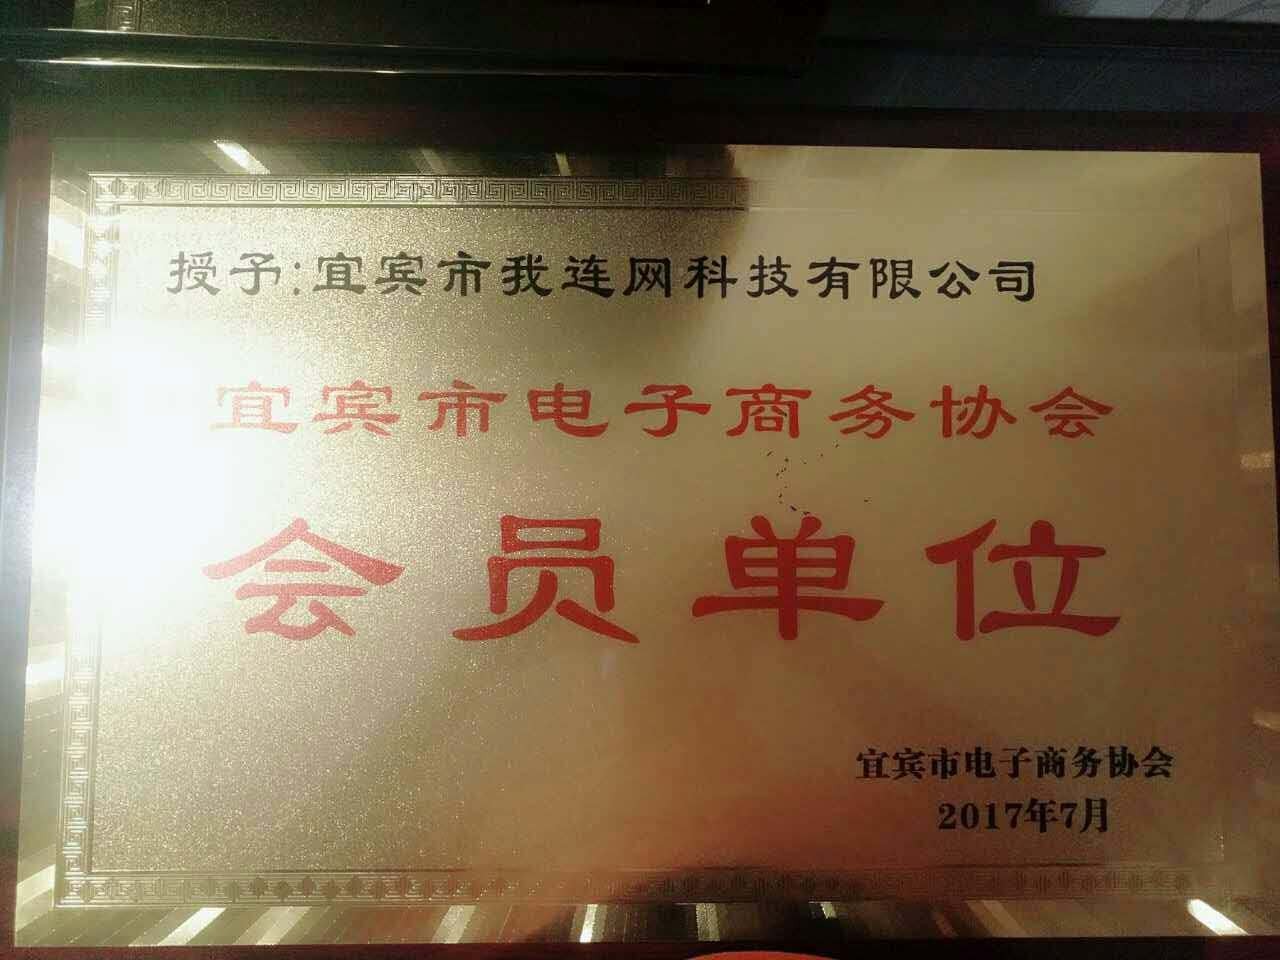 授予:宜宾市我连网科技有限公司
宜宾市电子商务协会
会员单位
宜宾市电子商务协会
2017年7月